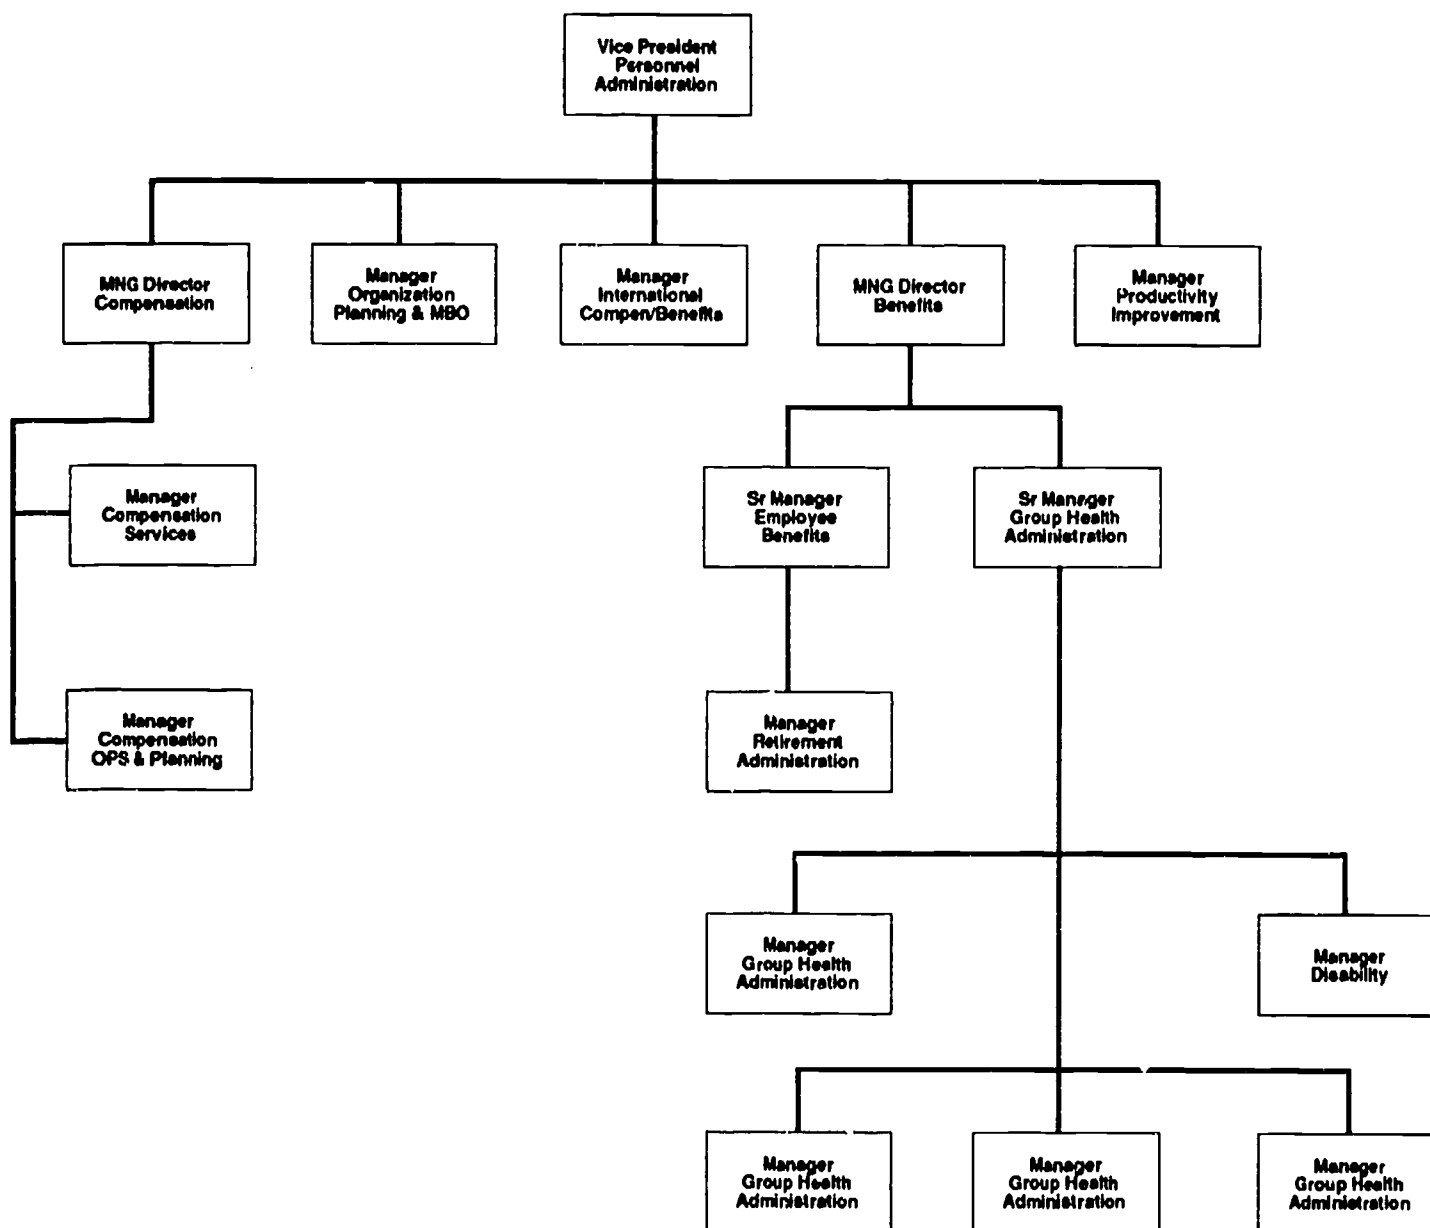 Vice President
Personnel
Administration
MNG Director
Compensation
Manager
Organization
Planning & MBO
Manager
International
Compen/Benefits
MNG Director
Benefits
Manager
Productivity
Improvement
Manager
Compensation
Services
Sr Manager
Employee
Benefits
Sr Manager
Group Health
Administration
Manager
Compensation
OPS & Planning
Manager
Retirement
Administration
Manager
Group Health
Administration
Manager
Disability
Manager
Group Health
Administration
Manager
Group Health
Administration
Manager
Group Health
Administration